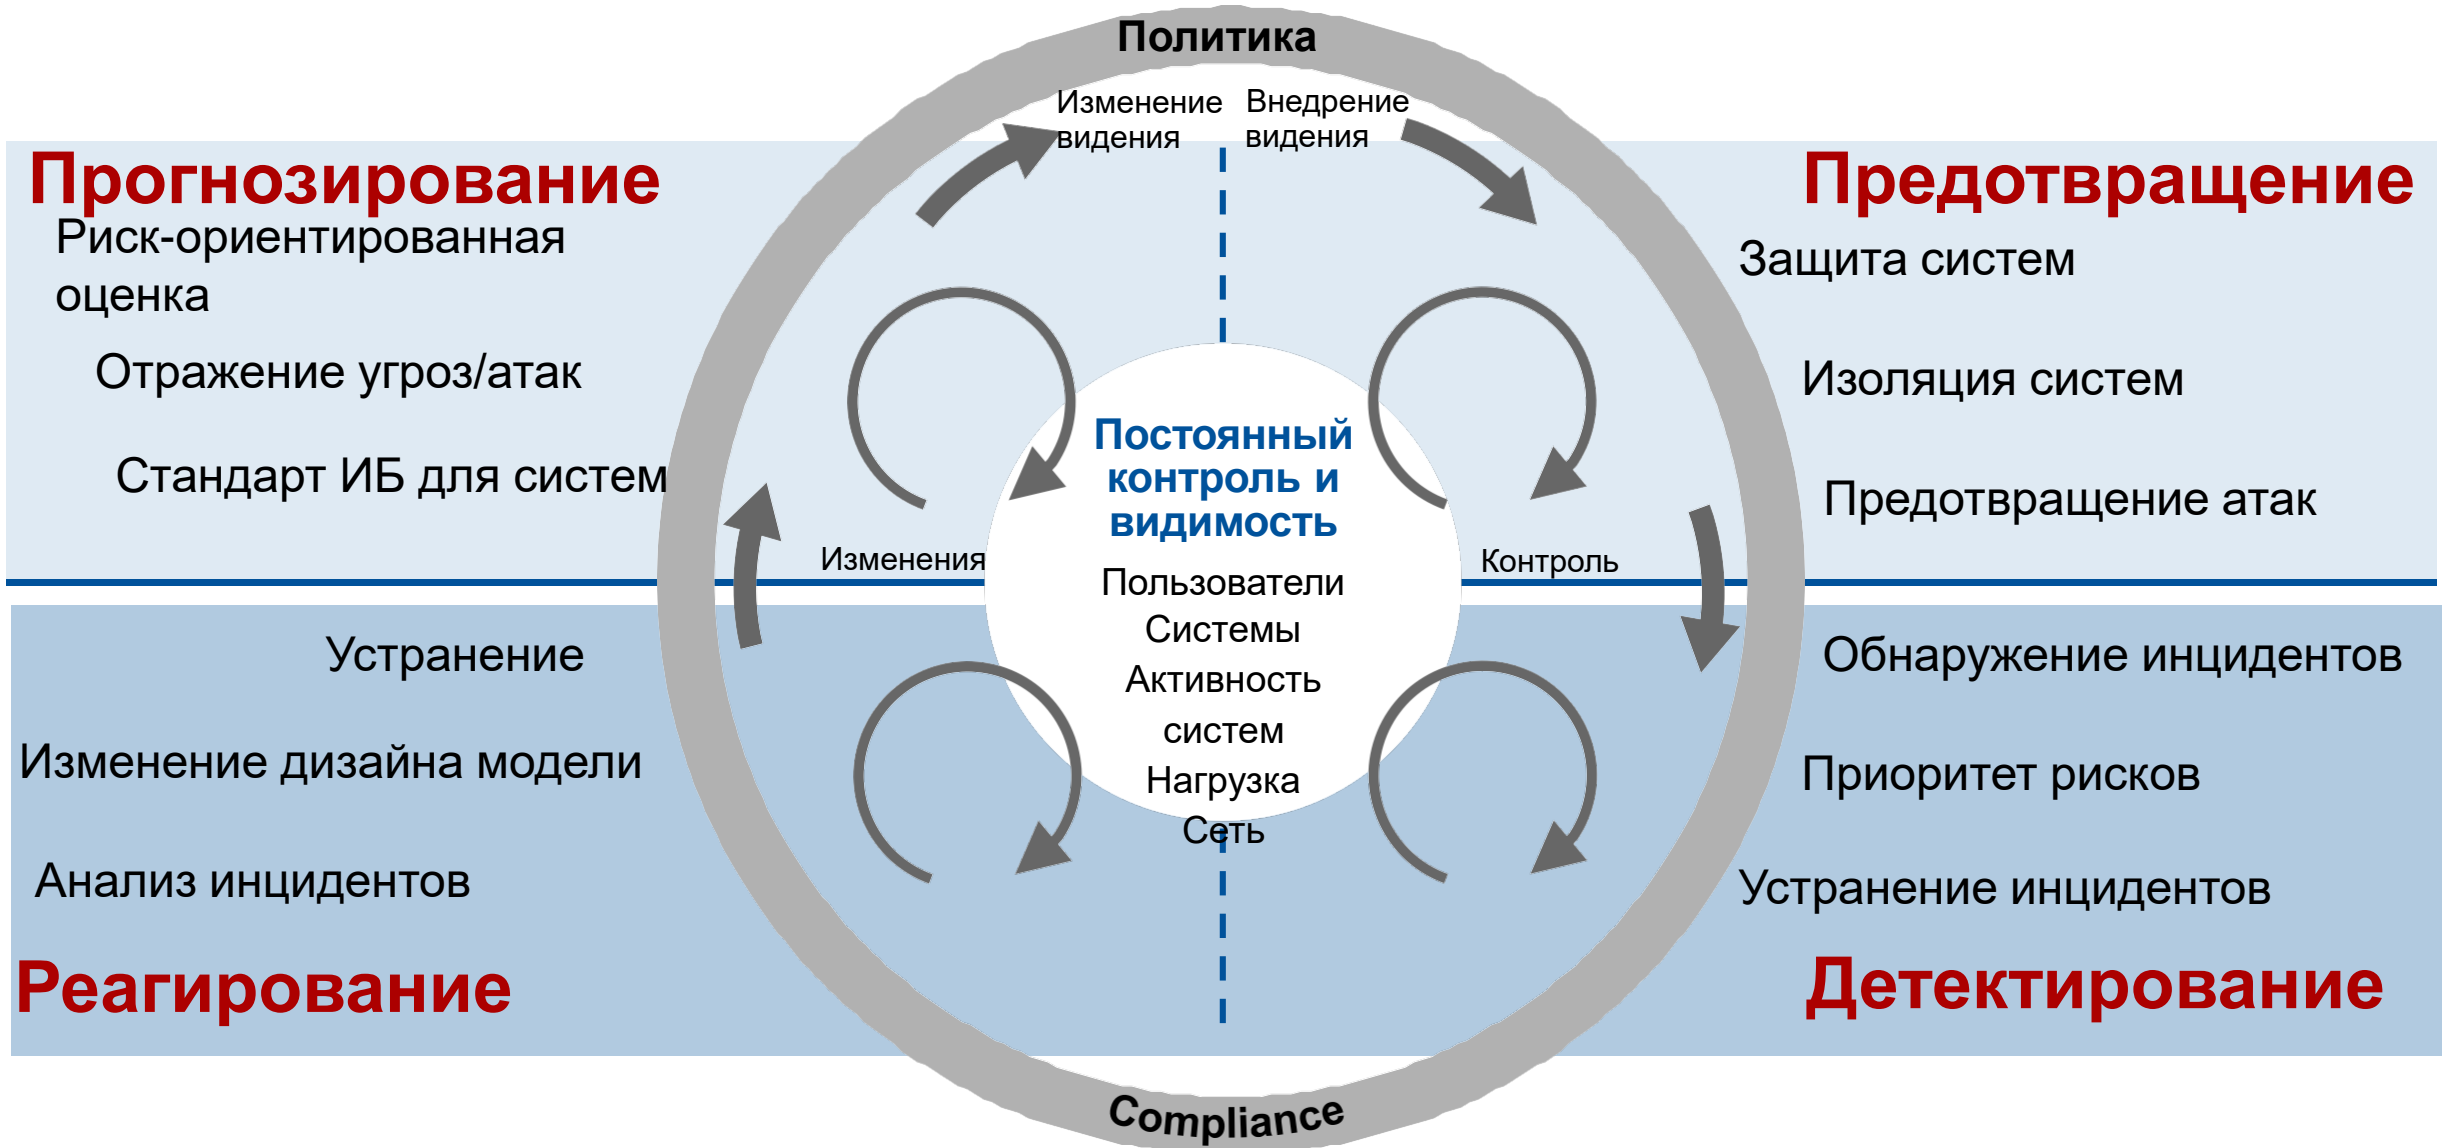 Политика
Изменение
видения
Внедрение
видения
Прогнозирование
Риск-ориентированная
оценка
Отражение угроз/атак
Стандарт ИБ для систем
Предотвращение
Защита систем
Изоляция систем
Предотвращение атак
Изменения
Контроль
Постоянный
контроль и
видимость
Пользователи
Системы
Активность
систем
Нагрузка
Сеть
Устранение
Изменение дизайна модели
Анализ инцидентов
Реагирование
Обнаружение инцидентов
Приоритет рисков
Устранение инцидентов
Детектирование
Compliance